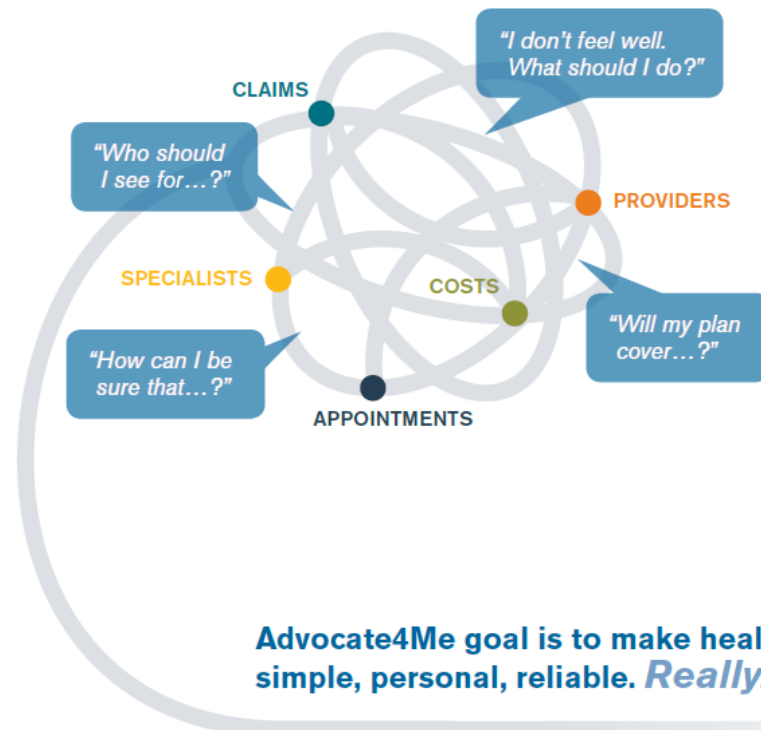 “I don’t feel well.
What should I do?”
CLAIMS
“Who should
I see for…?”
PROVIDERS
SPECIALISTS
COSTS
“Will my plan
cover…?”
“How can I be
sure that…?”
APPOINTMENTS
Advocate4Me goal is to make heal
simple, personal, reliable. Really.